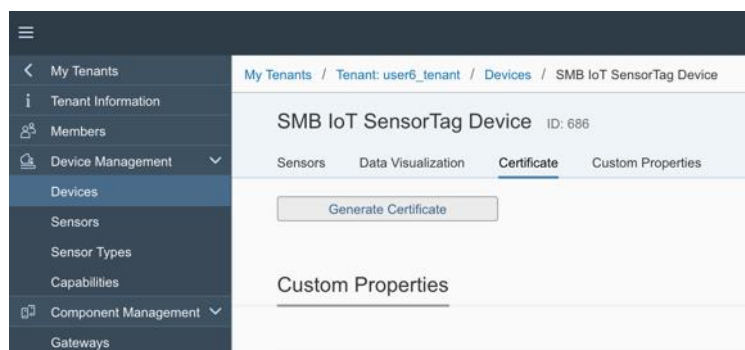 My Tenants
Tenant Information
Members
Device Management
Devices
Sensors
Sensor Types
Capabilities
Component Management
Gateways
My Tenants / Tenant: user6_tenant / Devices / SMB IoT SensorTag Device
SMB IoT SensorTag Device ID: 686
Sensors Data Visualization Certificate Custom Properties
Generate Certificate
Custom Properties